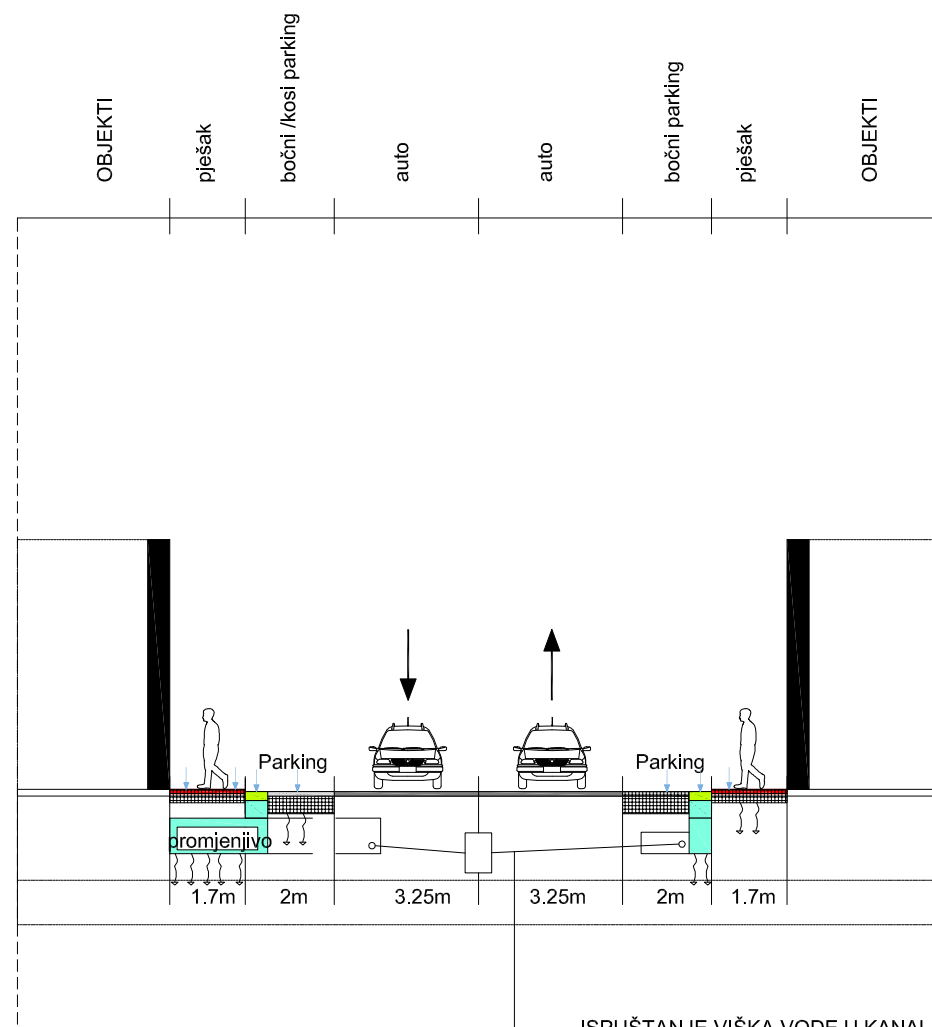 OBJEKTI
pješak
bočni /kosi parking
auto
auto
bočni parking
pješak
OBJEKTI
Parking
Parking
promjenjivo
1.7m
2m
3.25m
3.25m
2m
1.7m
ISPUŠTANJE VIŠKA VODE U KANAL